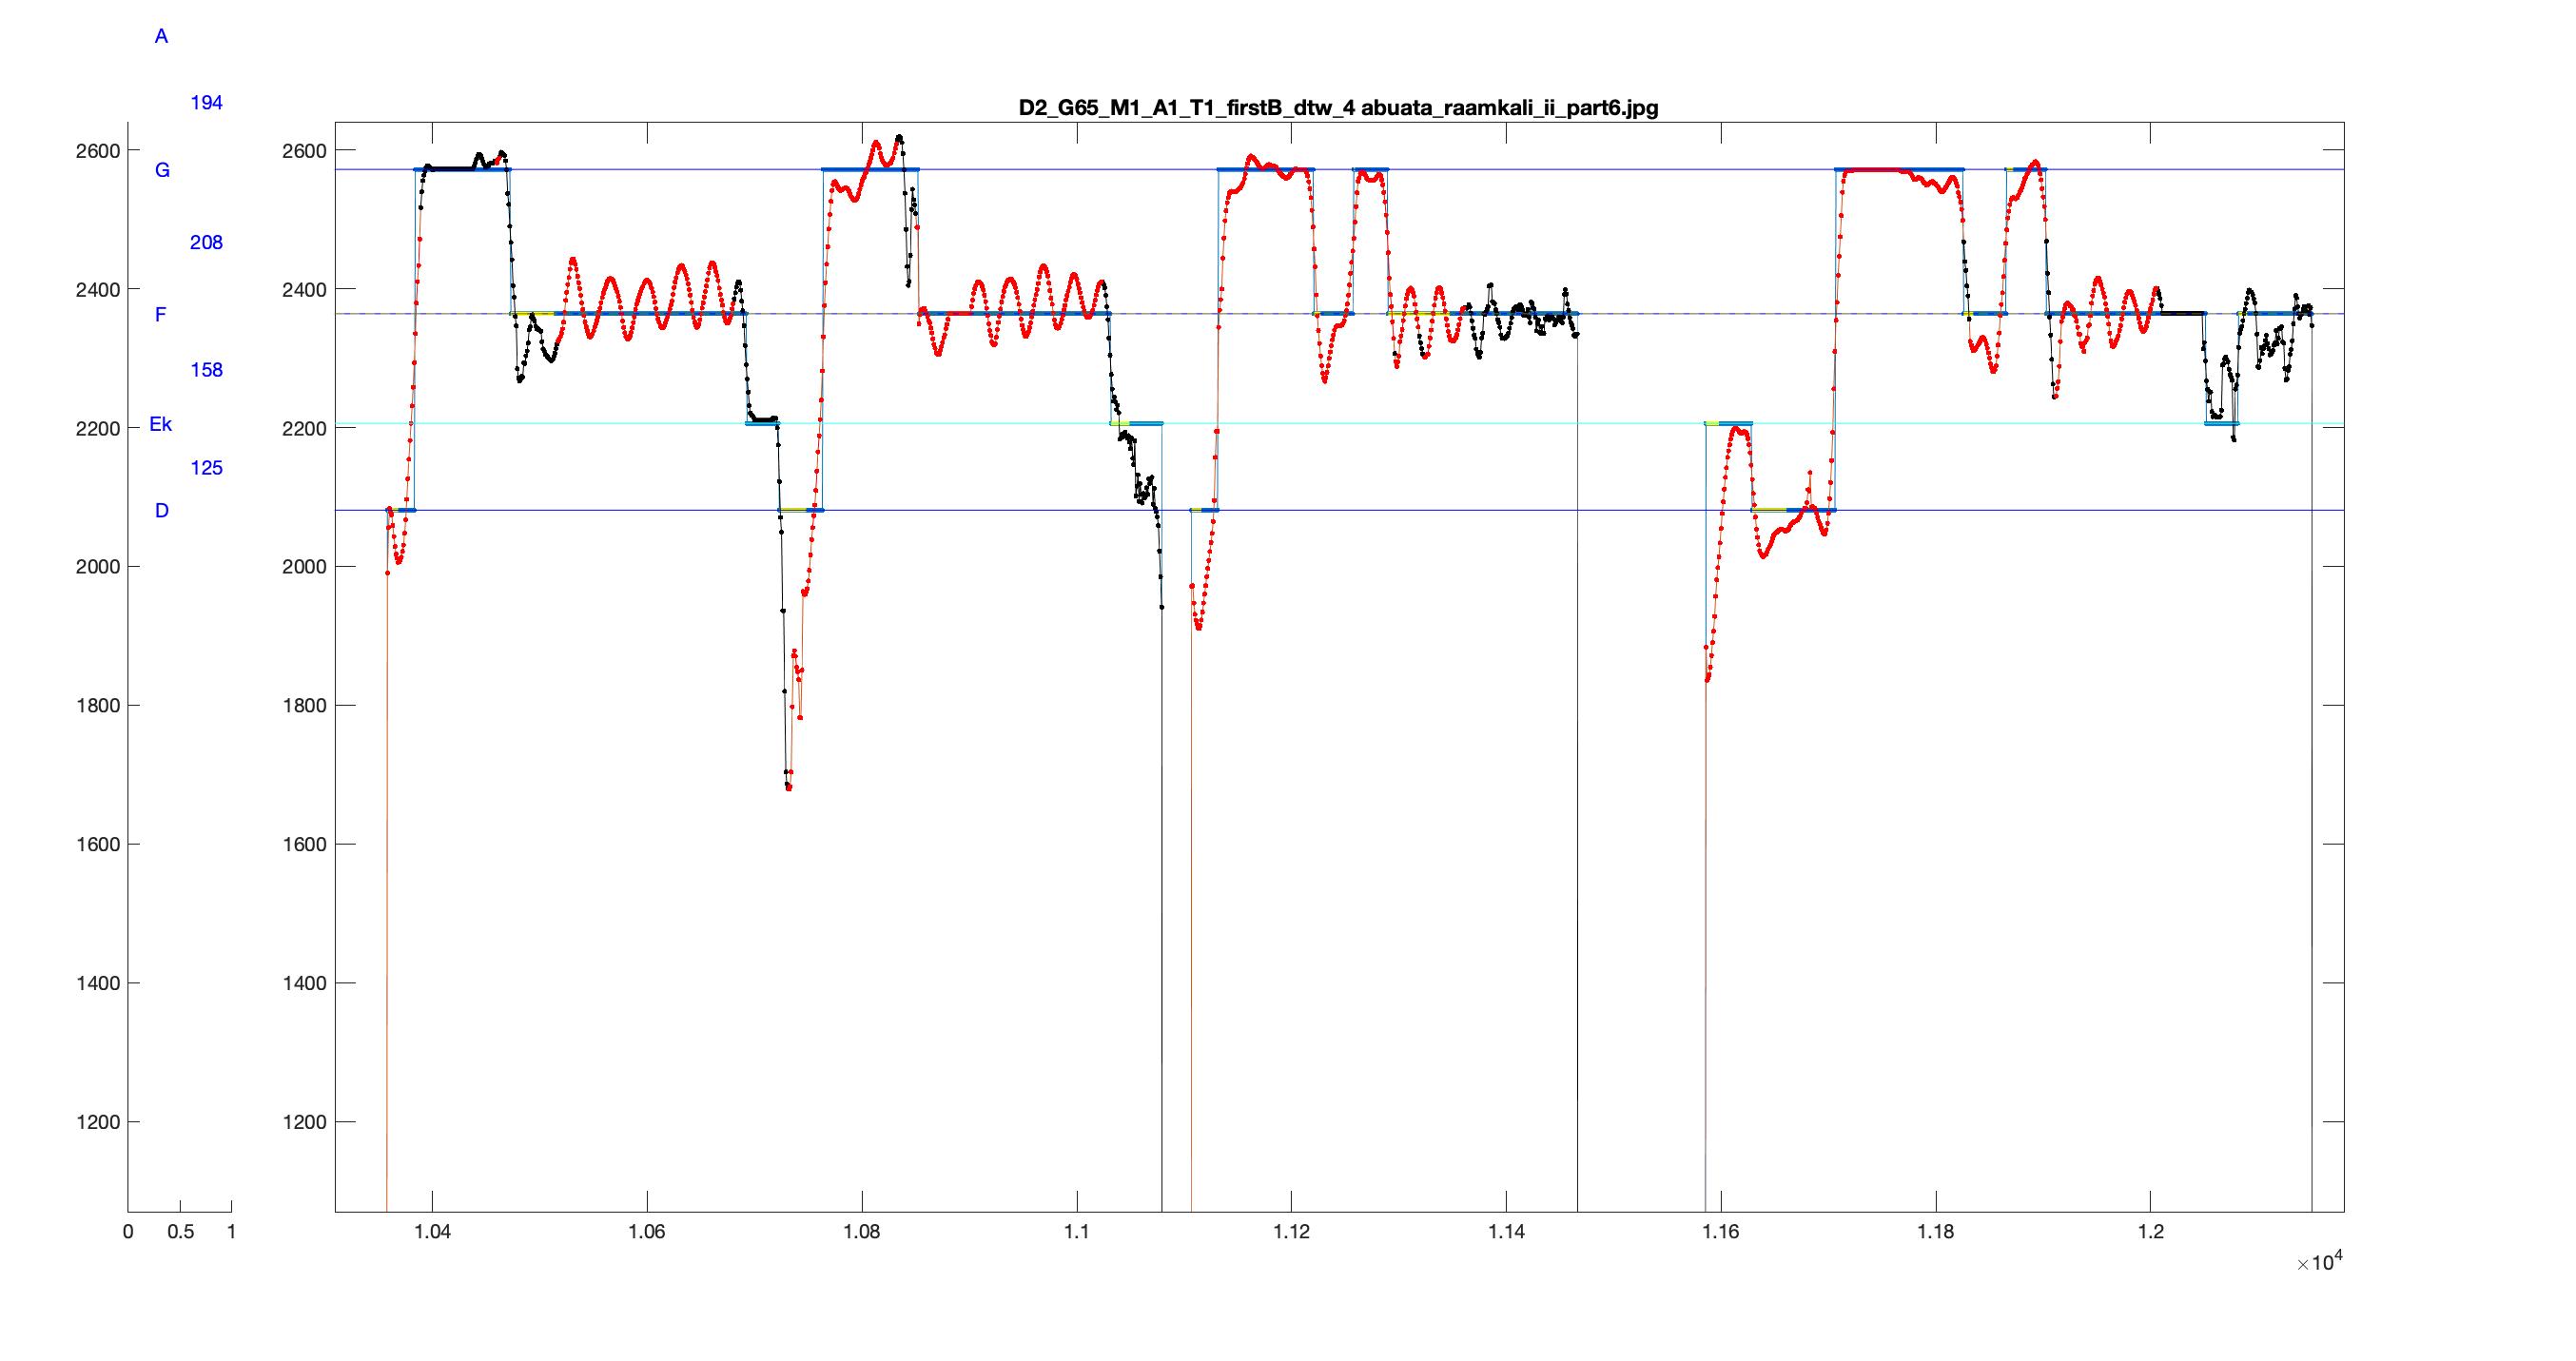 A
194
D2_G65_M1_A1_T1_firstB_dtw_4 abuata_raamkali_ii_part6.jpg
2600 G 2600
208
2400 F 2400
158
2200 Ek 2200
125
D
2000 2000
1800 1800
1600 1600
1400 1400
1200 1200
0 0.5 1 1.04 1.06 1.08 1.1 1.12 1.14 1.16 1.18 1.2
×10⁴